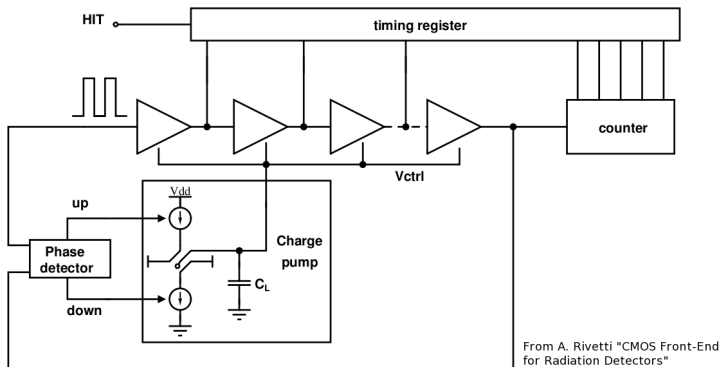 HIT
timing register
counter
Vctrl
Vdd
up
Charge
pump
Phase
detector
CL
down
From A. Rivetti "CMOS Front-End
for Radiation Detectors"